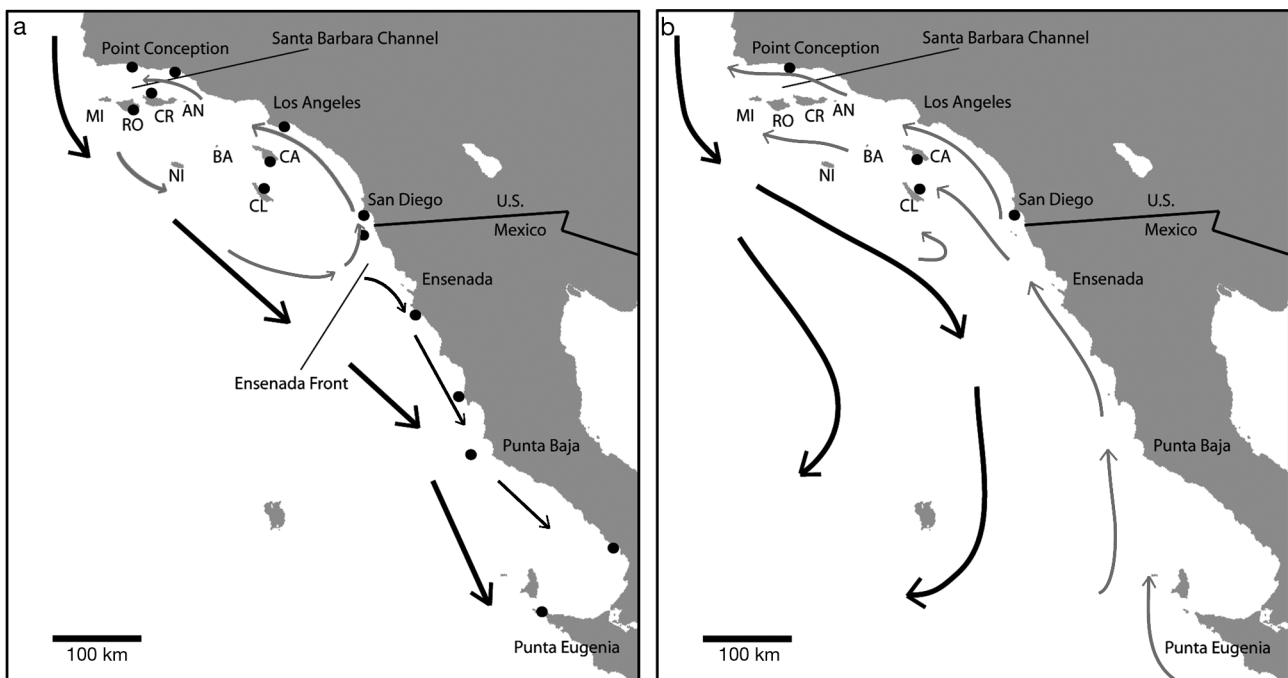 a
Santa Barbara Channel
Point Conception
MI
RO
CR
AN
Los Angeles
BA
CA
NI
CL
San Diego
U.S.
Mexico
Ensenada
Ensenada Front
Punta Baja
100 km
Punta Eugenia
b
Santa Barbara Channel
Point Conception
MI
RO
CR
AN
Los Angeles
BA
CA
NI
CL
San Diego
U.S.
Mexico
Ensenada
Punta Baja
100 km
Punta Eugenia